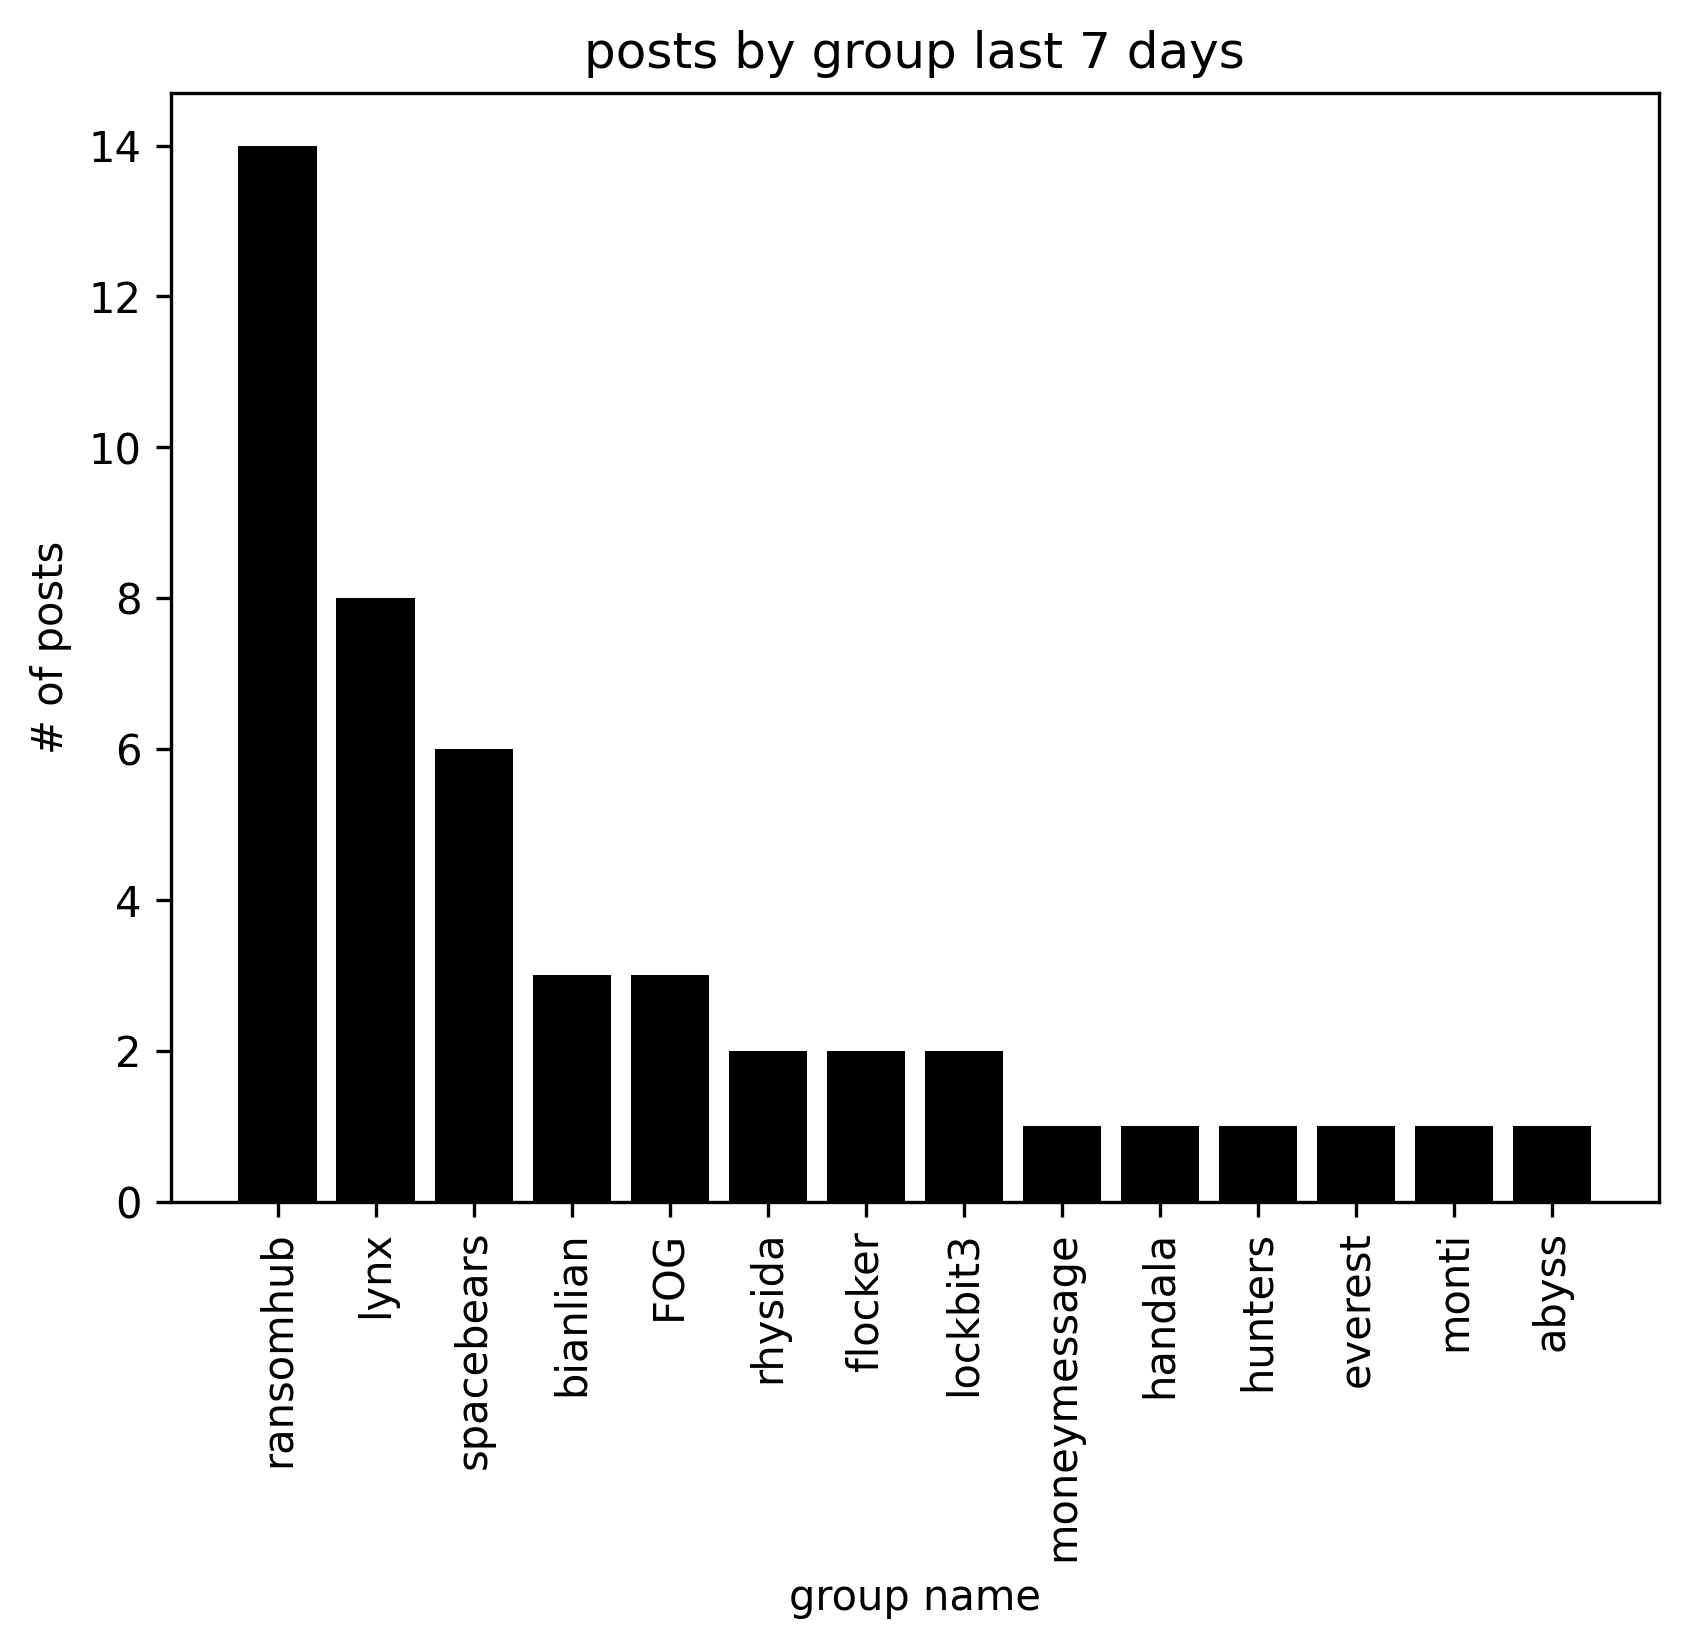 posts by group last 7 days
# of posts
14
12
10
8
6
4
2
0
ransomhub
lynx
spacebears
bianlian
FOG
rhysida
flocker
lockbit3
moneymessage
handala
hunters
everest
monti
abyss
group name